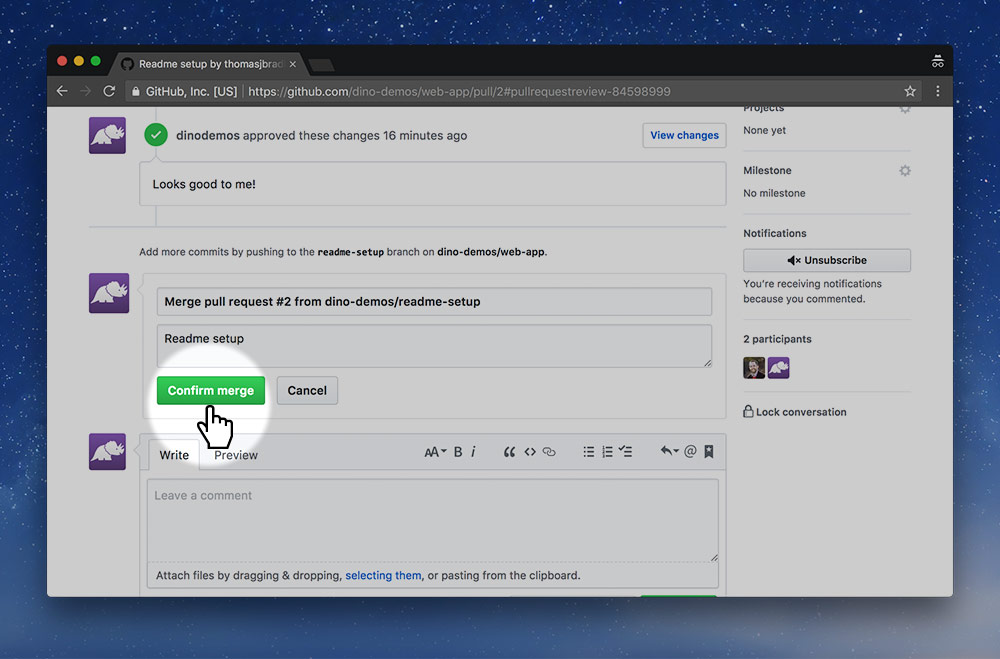 Readme setup by thomasjbrad
GitHub, Inc. [US] | https://github.com/dino-demos/web-app/pull/2#pullrequestreview-84598999
dinodemos approved these changes 16 minutes ago
View changes
Looks good to me!
Add more commits by pushing to the readme-setup branch on dino-demos/web-app.
Merge pull request #2 from dino-demos/readme-setup
Readme setup
Confirm merge
Cancel
Write
Preview
AA
B
i
@
Leave a comment
Attach files by dragging & dropping, selecting them, or pasting from the clipboard.
Projects
None yet
Milestone
No milestone
Notifications
Unsubscribe
You're receiving notifications
because you commented.
2 participants
Lock conversation